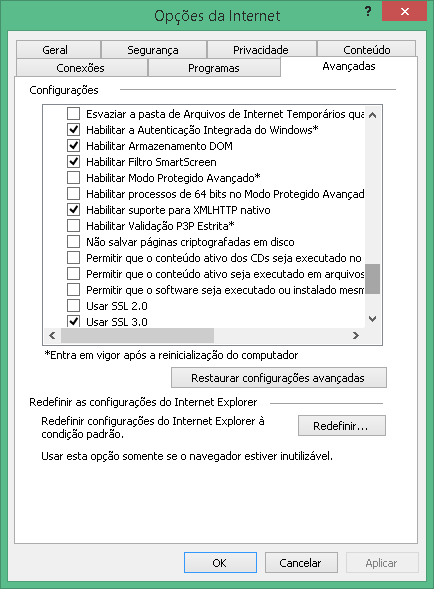 Opções da Internet
?
Geral
Segurança
Privacidade
Conteúdo
Conexões
Programas
Avançadas
Configurações
Esvaziar a pasta de Arquivos de Internet Temporários qua
Habilitar a Autenticação Integrada do Windows*
Habilitar Armazenamento DOM
Habilitar Filtro SmartScreen
Habilitar Modo Protegido Avançado*
Habilitar processos de 64 bits no Modo Protegido Avançad
Habilitar suporte para XMLHTTP nativo
Habilitar Validação P3P Estrita*
Não salvar páginas criptografadas em disco
Permitir que o conteúdo ativo dos CDs seja executado no
Permitir que o conteúdo ativo seja executado em arquivos
Permitir que o software seja executado ou instalado mesm
Usar SSL 2.0
Usar SSL 3.0
*Entra em vigor após a reinicialização do computador
Restaurar configurações avançadas
Redefinir as configurações do Internet Explorer
Redefinir configurações do Internet Explorer à
condição padrão.
Redefinir...
Usar esta opção somente se o navegador estiver inutilizável.
OK
Cancelar
Aplicar